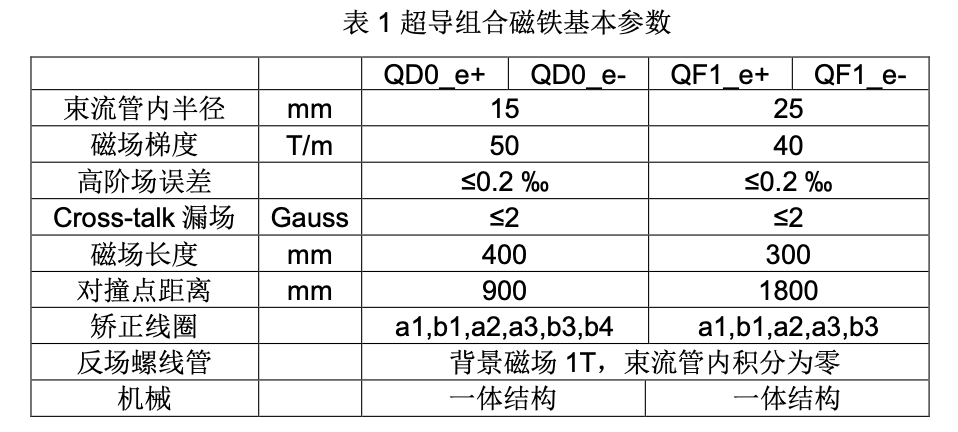 表 1 超导组合磁铁基本参数
QD0_e+ QD0_e- QF1_e+ QF1_e-
束流管内半径 mm 15 25
磁场梯度 T/m 50 40
高阶场误差 ≤0.2 ‰ ≤0.2 ‰
Cross-talk 漏场 Gauss ≤2 ≤2
磁场长度 mm 400 300
对撞点距离 mm 900 1800
矫正线圈 a1,b1,a2,a3,b3,b4 a1,b1,a2,a3,b3
反场螺线管 背景磁场 1T，束流管内积分为零
机械 一体结构 一体结构